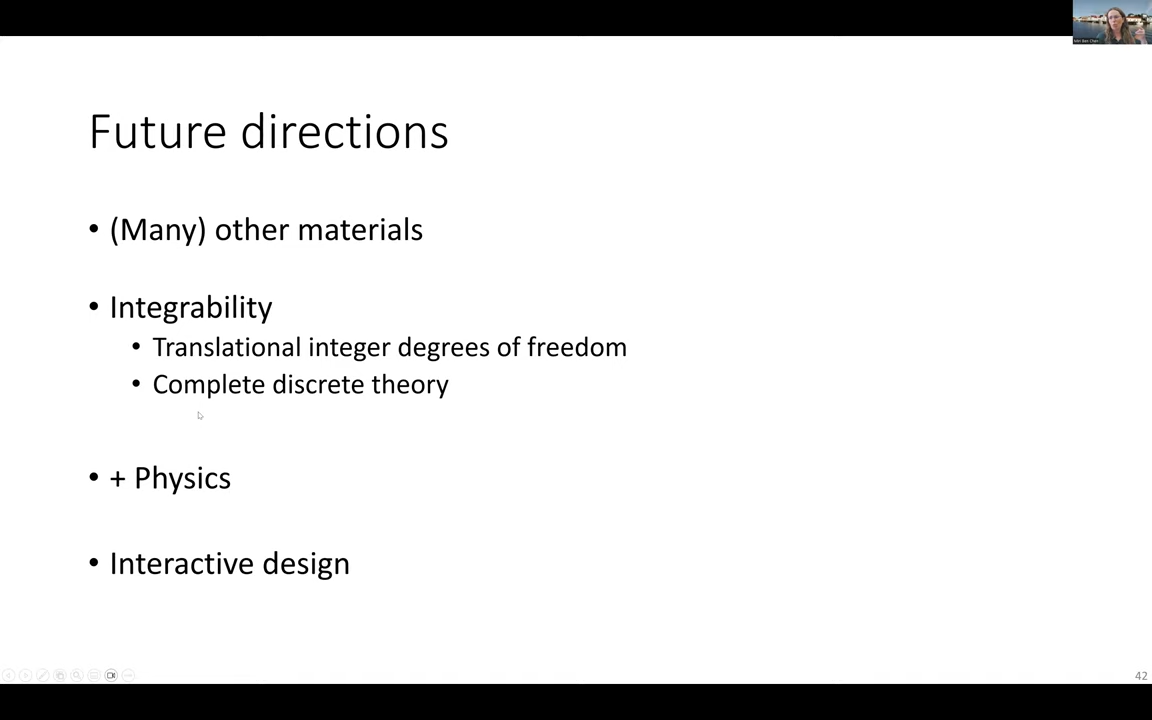 Future directions
• (Many) other materials
• Integrability
• Translational integer degrees of freedom
• Complete discrete theory
• + Physics
• Interactive design
42